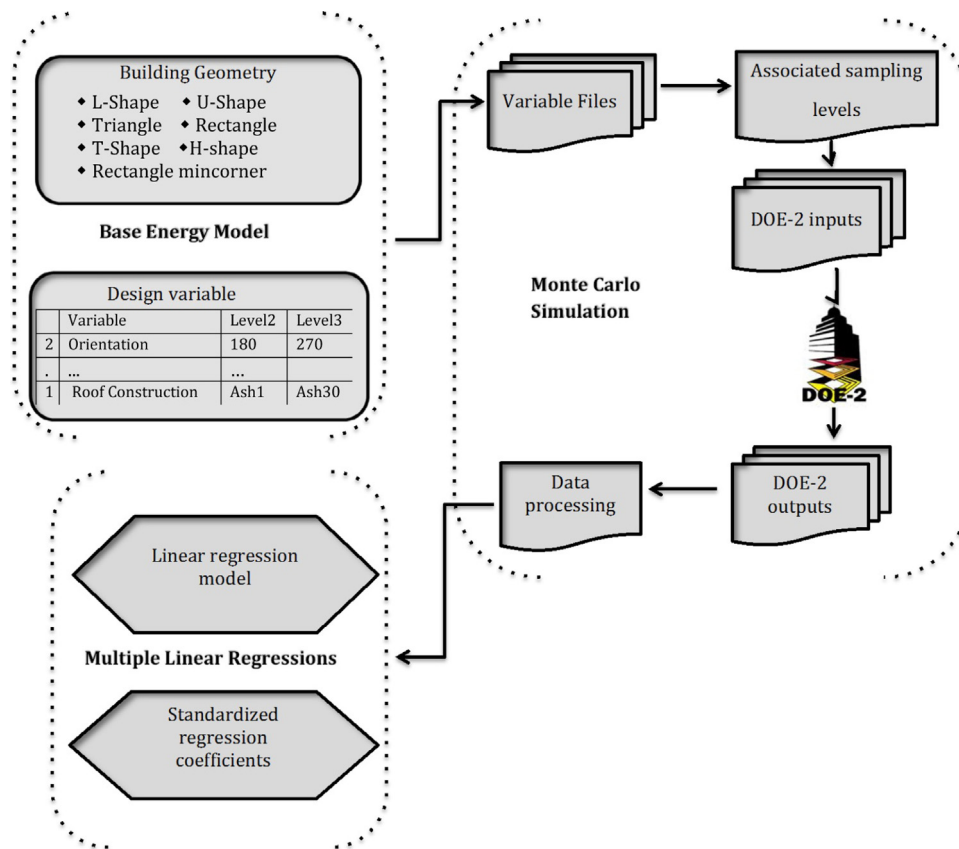 Building Geometry
◆ L-Shape ◆ U-Shape
◆ Triangle ◆ Rectangle
◆ T-Shape ◆ H-shape
◆ Rectangle mincorner
Base Energy Model
Design variable
Variable Level2 Level3
2 Orientation 180 270
. ... ...
1 Roof Construction Ash1 Ash30
Variable Files
Associated sampling
levels
DOE-2 inputs
Monte Carlo
Simulation
DOE-2
DOE-2
outputs
Data
processing
Linear regression
model
Multiple Linear Regressions
Standardized
regression
coefficients